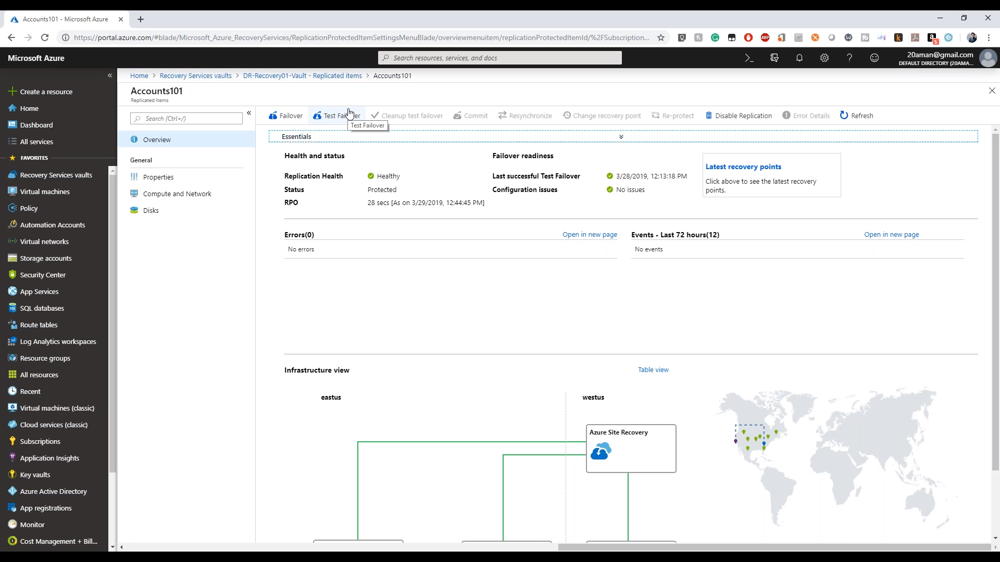 Accounts101 - Microsoft Azure
https://portal.azure.com/#blade/Microsoft_Azure_RecoveryServices/ReplicationProtectedItemSettingsMenuBlade/overviewmenuitem/replicationProtectedItemId/%2FSubscription...
ABP
5
Microsoft Azure
Search resources, services, and docs
20aman@gmail.com
DEFAULT DIRECTORY (20AMA...
Create a resource
Home
Dashboard
All services
FAVORITES
Recovery Services vaults
Virtual machines
Policy
Automation Accounts
Virtual networks
Storage accounts
Security Center
App Services
SQL databases
Route tables
Log Analytics workspaces
Resource groups
All resources
Recent
Virtual machines (classic)
Cloud services (classic)
Subscriptions
Application Insights
Key vaults
Azure Active Directory
App registrations
Monitor
Cost Management + Bill...
Home > Recovery Services vaults > DR-Recovery01-Vault - Replicated items > Accounts101
Accounts101
Replicated items
Search (Ctrl+/)
Overview
General
Properties
Compute and Network
Disks
Failover Test Failover Cleanup test failover Commit Resynchronize Change recovery point Re-protect Disable Replication Error Details Refresh
Test Failover
Essentials
Health and status
Replication Health Healthy
Status Protected
RPO 28 secs [As on 3/29/2019, 12:44:45 PM]
Failover readiness
Last successful Test Failover 3/28/2019, 12:13:18 PM
Configuration issues No issues
Latest recovery points
Click above to see the latest recovery
points.
Errors(0) Open in new page
No errors
Events - Last 72 hours(12) Open in new page
No events
Infrastructure view Table view
eastus
westus
Azure Site Recovery